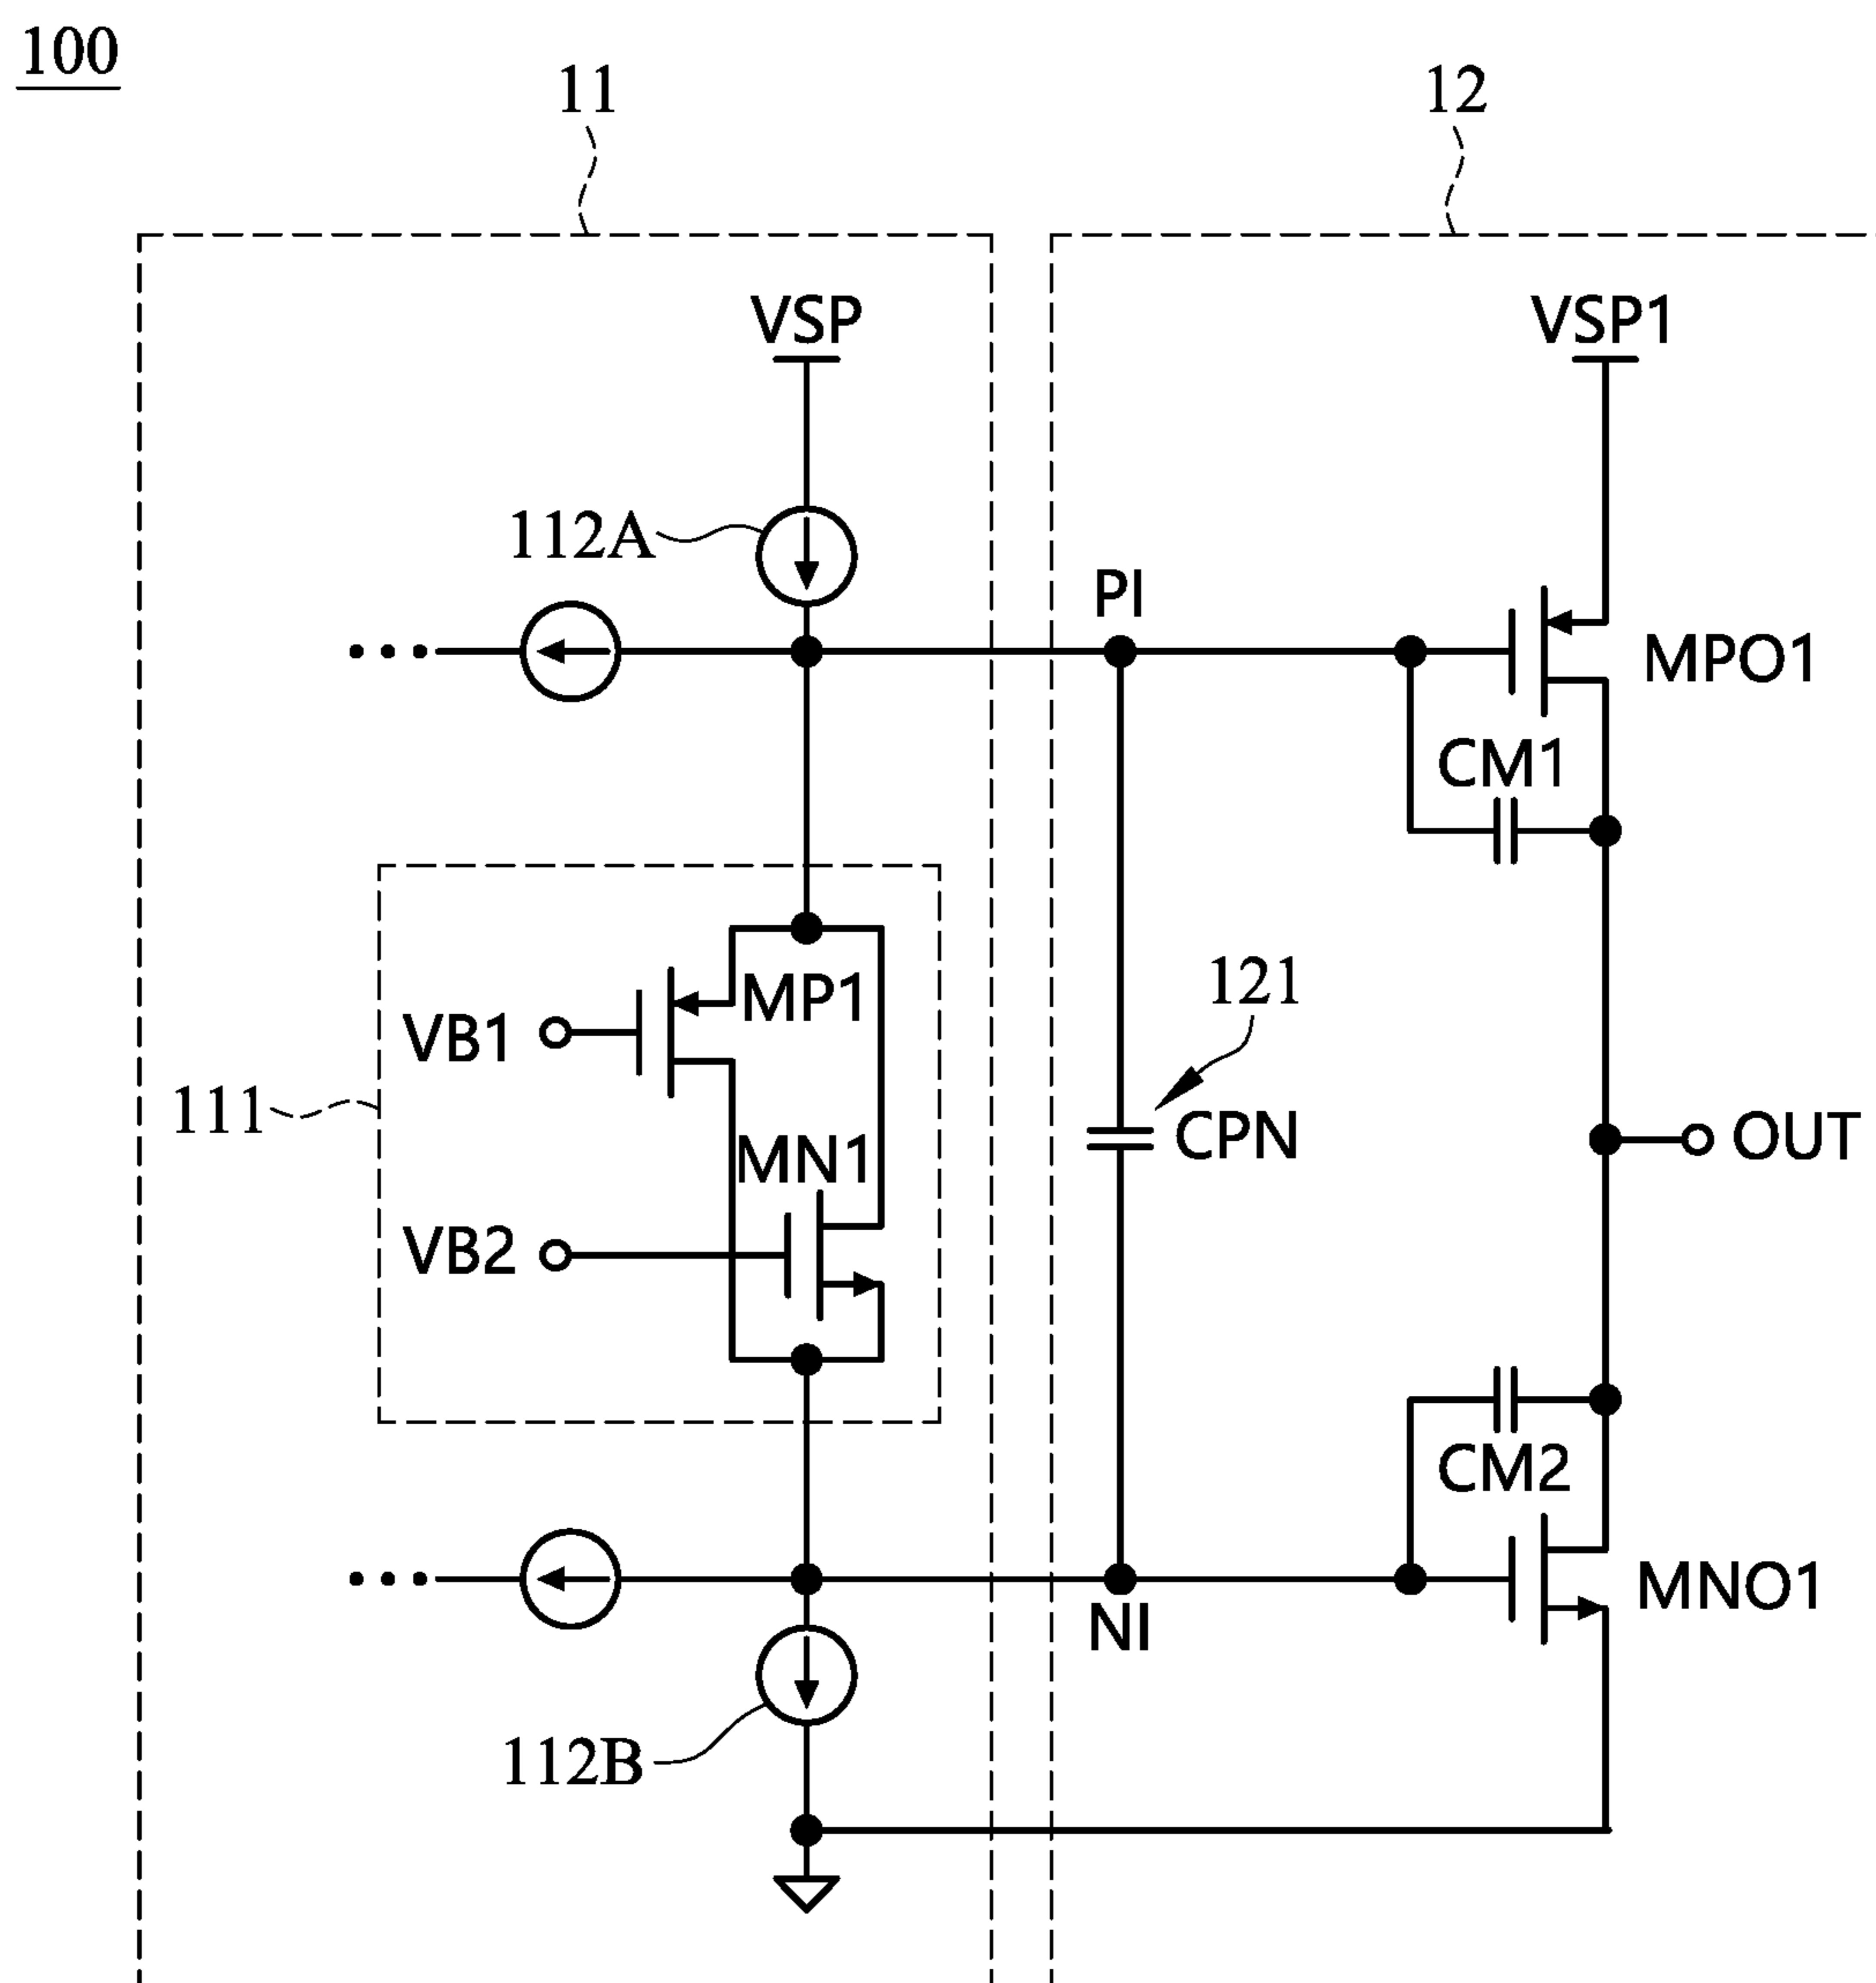 100
11
12
VSP
VSP1
112A
PI
MPO1
CM1
MP1
121
VB1
111
CPN
OUT
MN1
VB2
CM2
MNO1
NI
112B